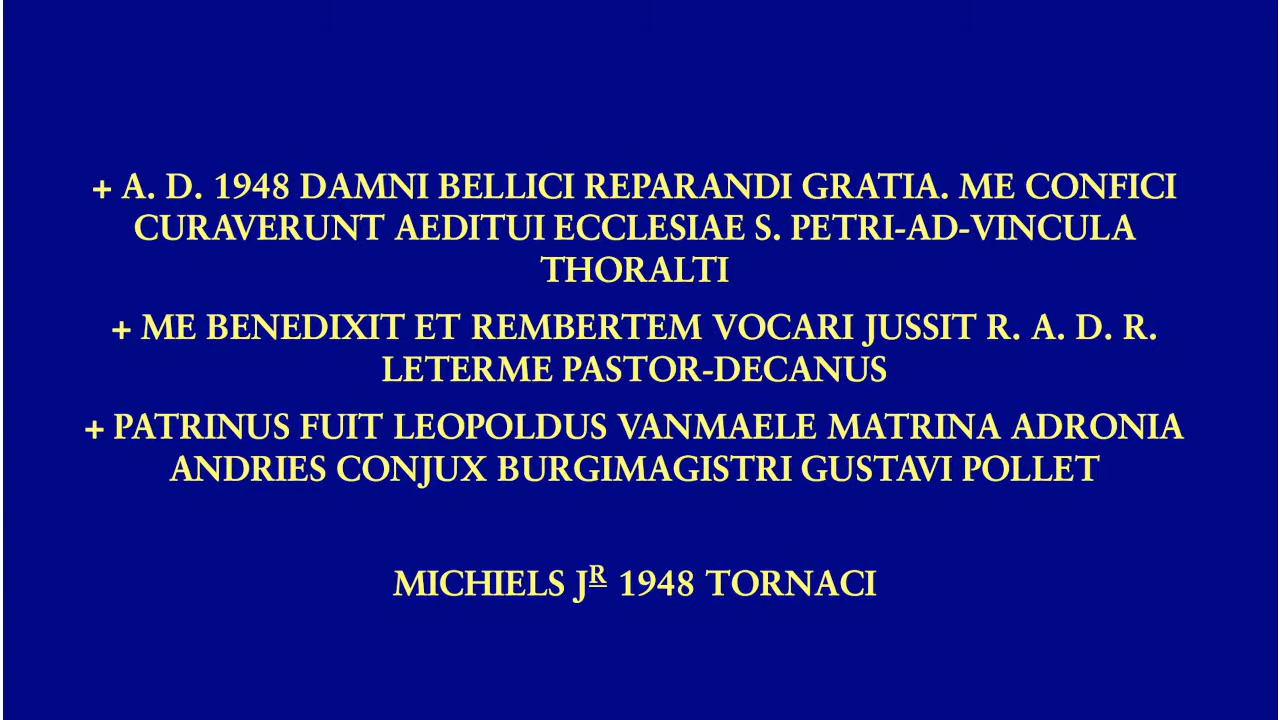 + A. D. 1948 DAMNI BELLICI REPARANDI GRATIA. ME CONFICI
CURAVERUNT AEDITUI ECCLESIAE S. PETRI-AD-VINCULA
THORALTI
+ ME BENEDIXIT ET REMBERTEM VOCARI JUSSIT R. A. D. R.
LETERME PASTOR-DECANUS
+ PATRINUS FUIT LEOPOLDUS VANMAELE MATRINA ADRONIA
ANDRIES CONJUX BURGIMAGISTRI GUSTAVI POLLET
MICHIELS JR 1948 TORNACI